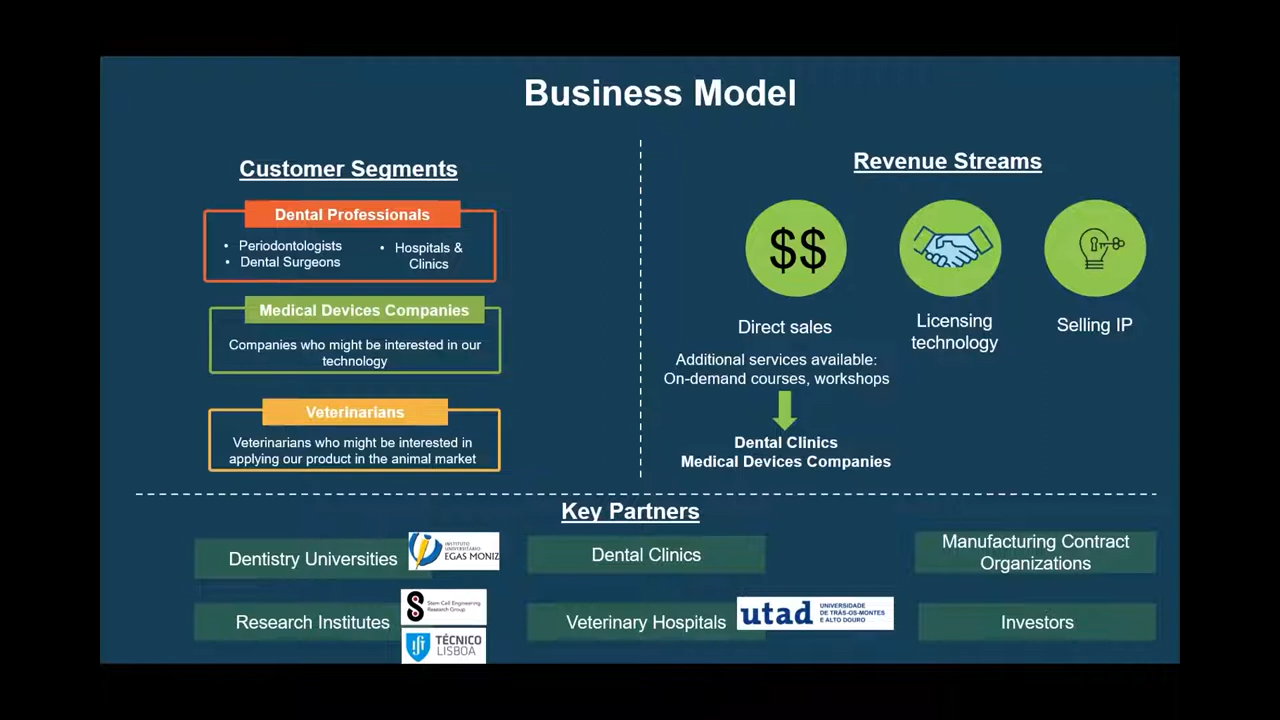 Business Model
Customer Segments
Dental Professionals
• Periodontologists
• Dental Surgeons
• Hospitals &
Clinics
Medical Devices Companies
Companies who might be interested in our
technology
Veterinarians
Veterinarians who might be interested in
applying our product in the animal market
Revenue Streams
$$
Direct sales
Additional services available:
On-demand courses, workshops
Dental Clinics
Medical Devices Companies
Licensing
technology
Selling IP
Key Partners
Dentistry Universities
INSTITUTO
UNIVERSITÁRIO
EGAS MONIZ
Dental Clinics
Manufacturing Contract
Organizations
Research Institutes
Stem Cell Engineering
Research Group
TÉCNICO
LISBOA
Veterinary Hospitals
utad
UNIVERSIDADE
DE TRÁS-OS-MONTES
E ALTO DOURO
Investors